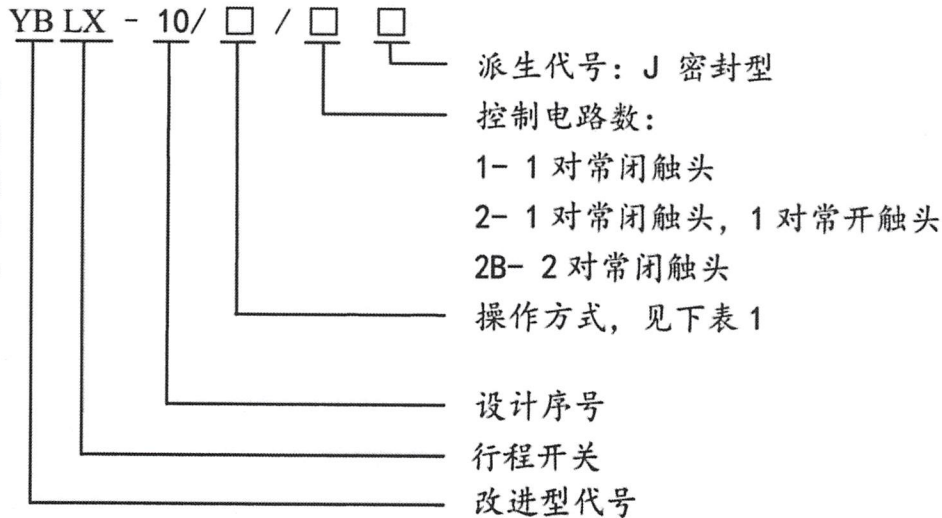 YBLX - 10/ □ / □ □
派生代号: J 密封型
控制电路数:
1- 1对常闭触头
2- 1对常闭触头, 1对常开触头
2B- 2对常闭触头
操作方式, 见下表1
设计序号
行程开关
改进型代号